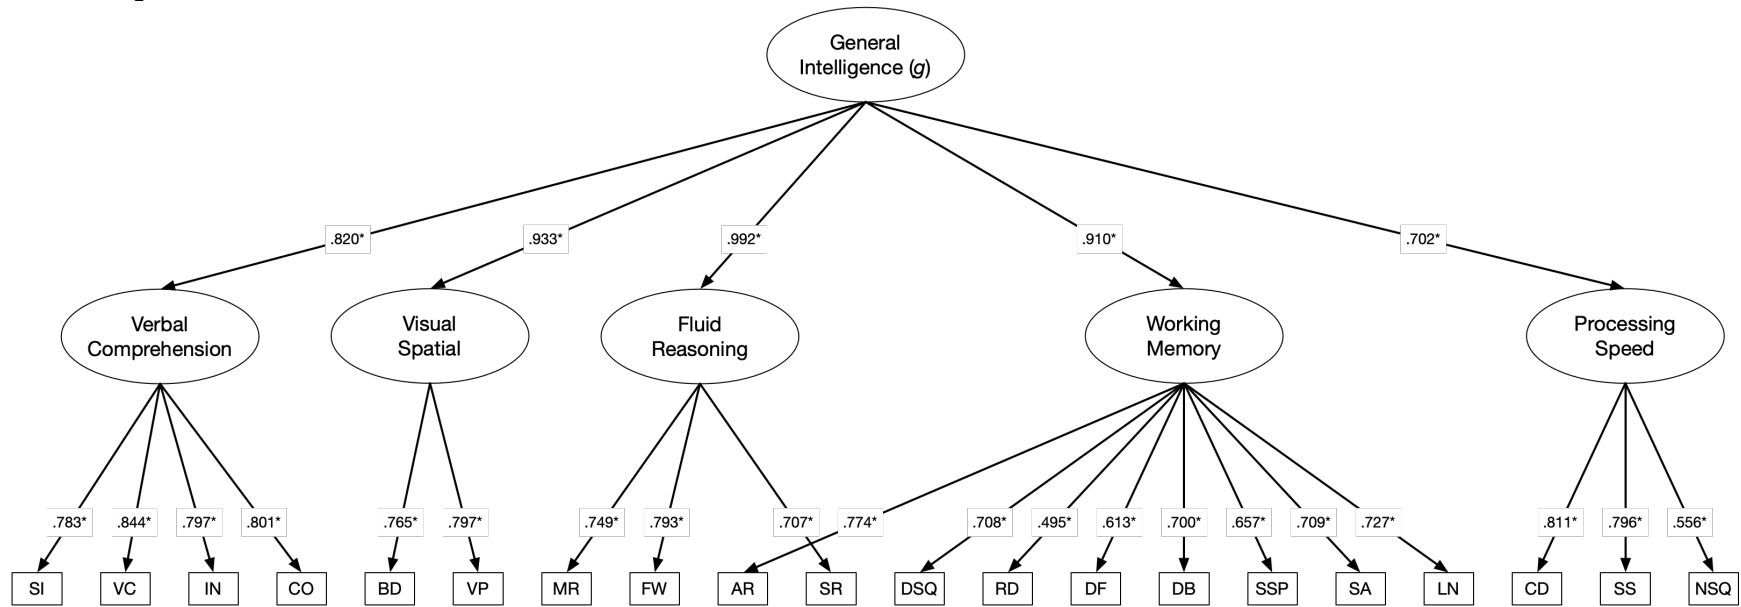 General
Intelligence (g)
.820*
.933*
.992*
.910*
.702*
Verbal
Comprehension
Visual
Spatial
Fluid
Reasoning
Working
Memory
Processing
Speed
.783*
.844*
.797*
.801*
.765*
.797*
.749*
.793*
.707*
.774*
.708*
.495*
.613*
.700*
.657*
.709*
.727*
.811*
.796*
.556*
SI
VC
IN
CO
BD
VP
MR
FW
AR
SR
DSQ
RD
DF
DB
SSP
SA
LN
CD
SS
NSQ